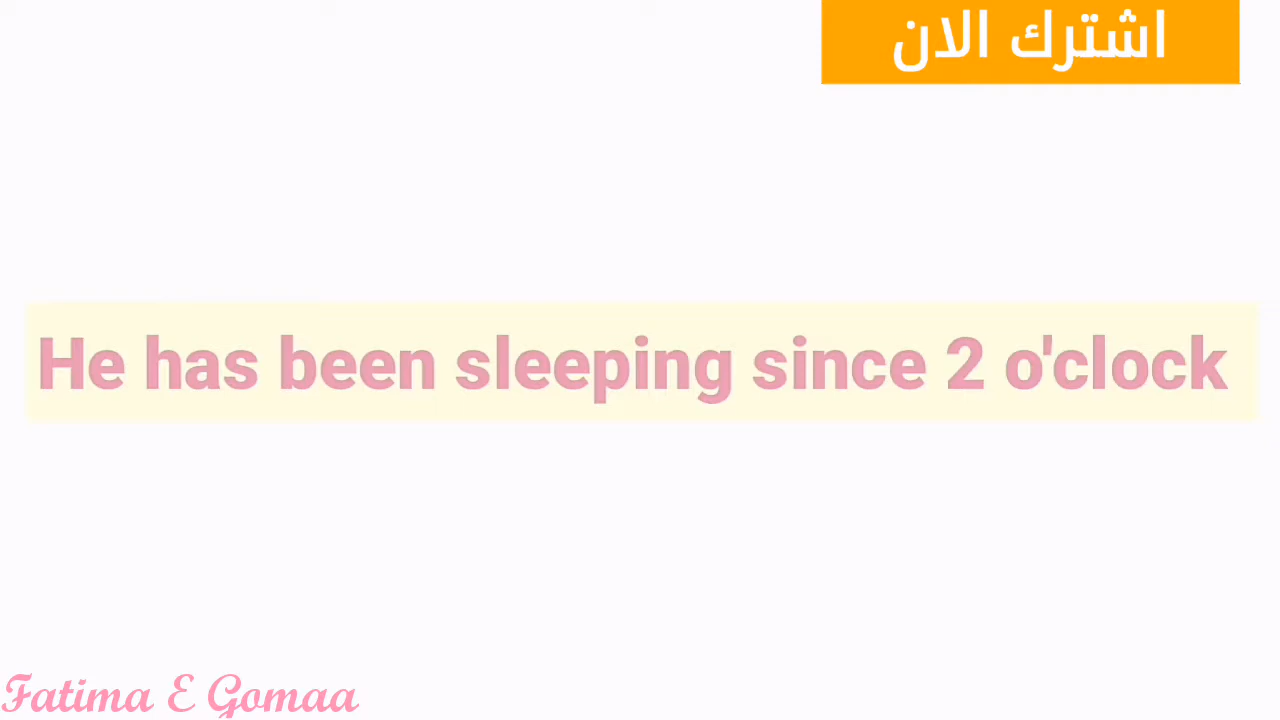 اشترك الان
He has been sleeping since 2 o'clock
Fatima E Gomaa